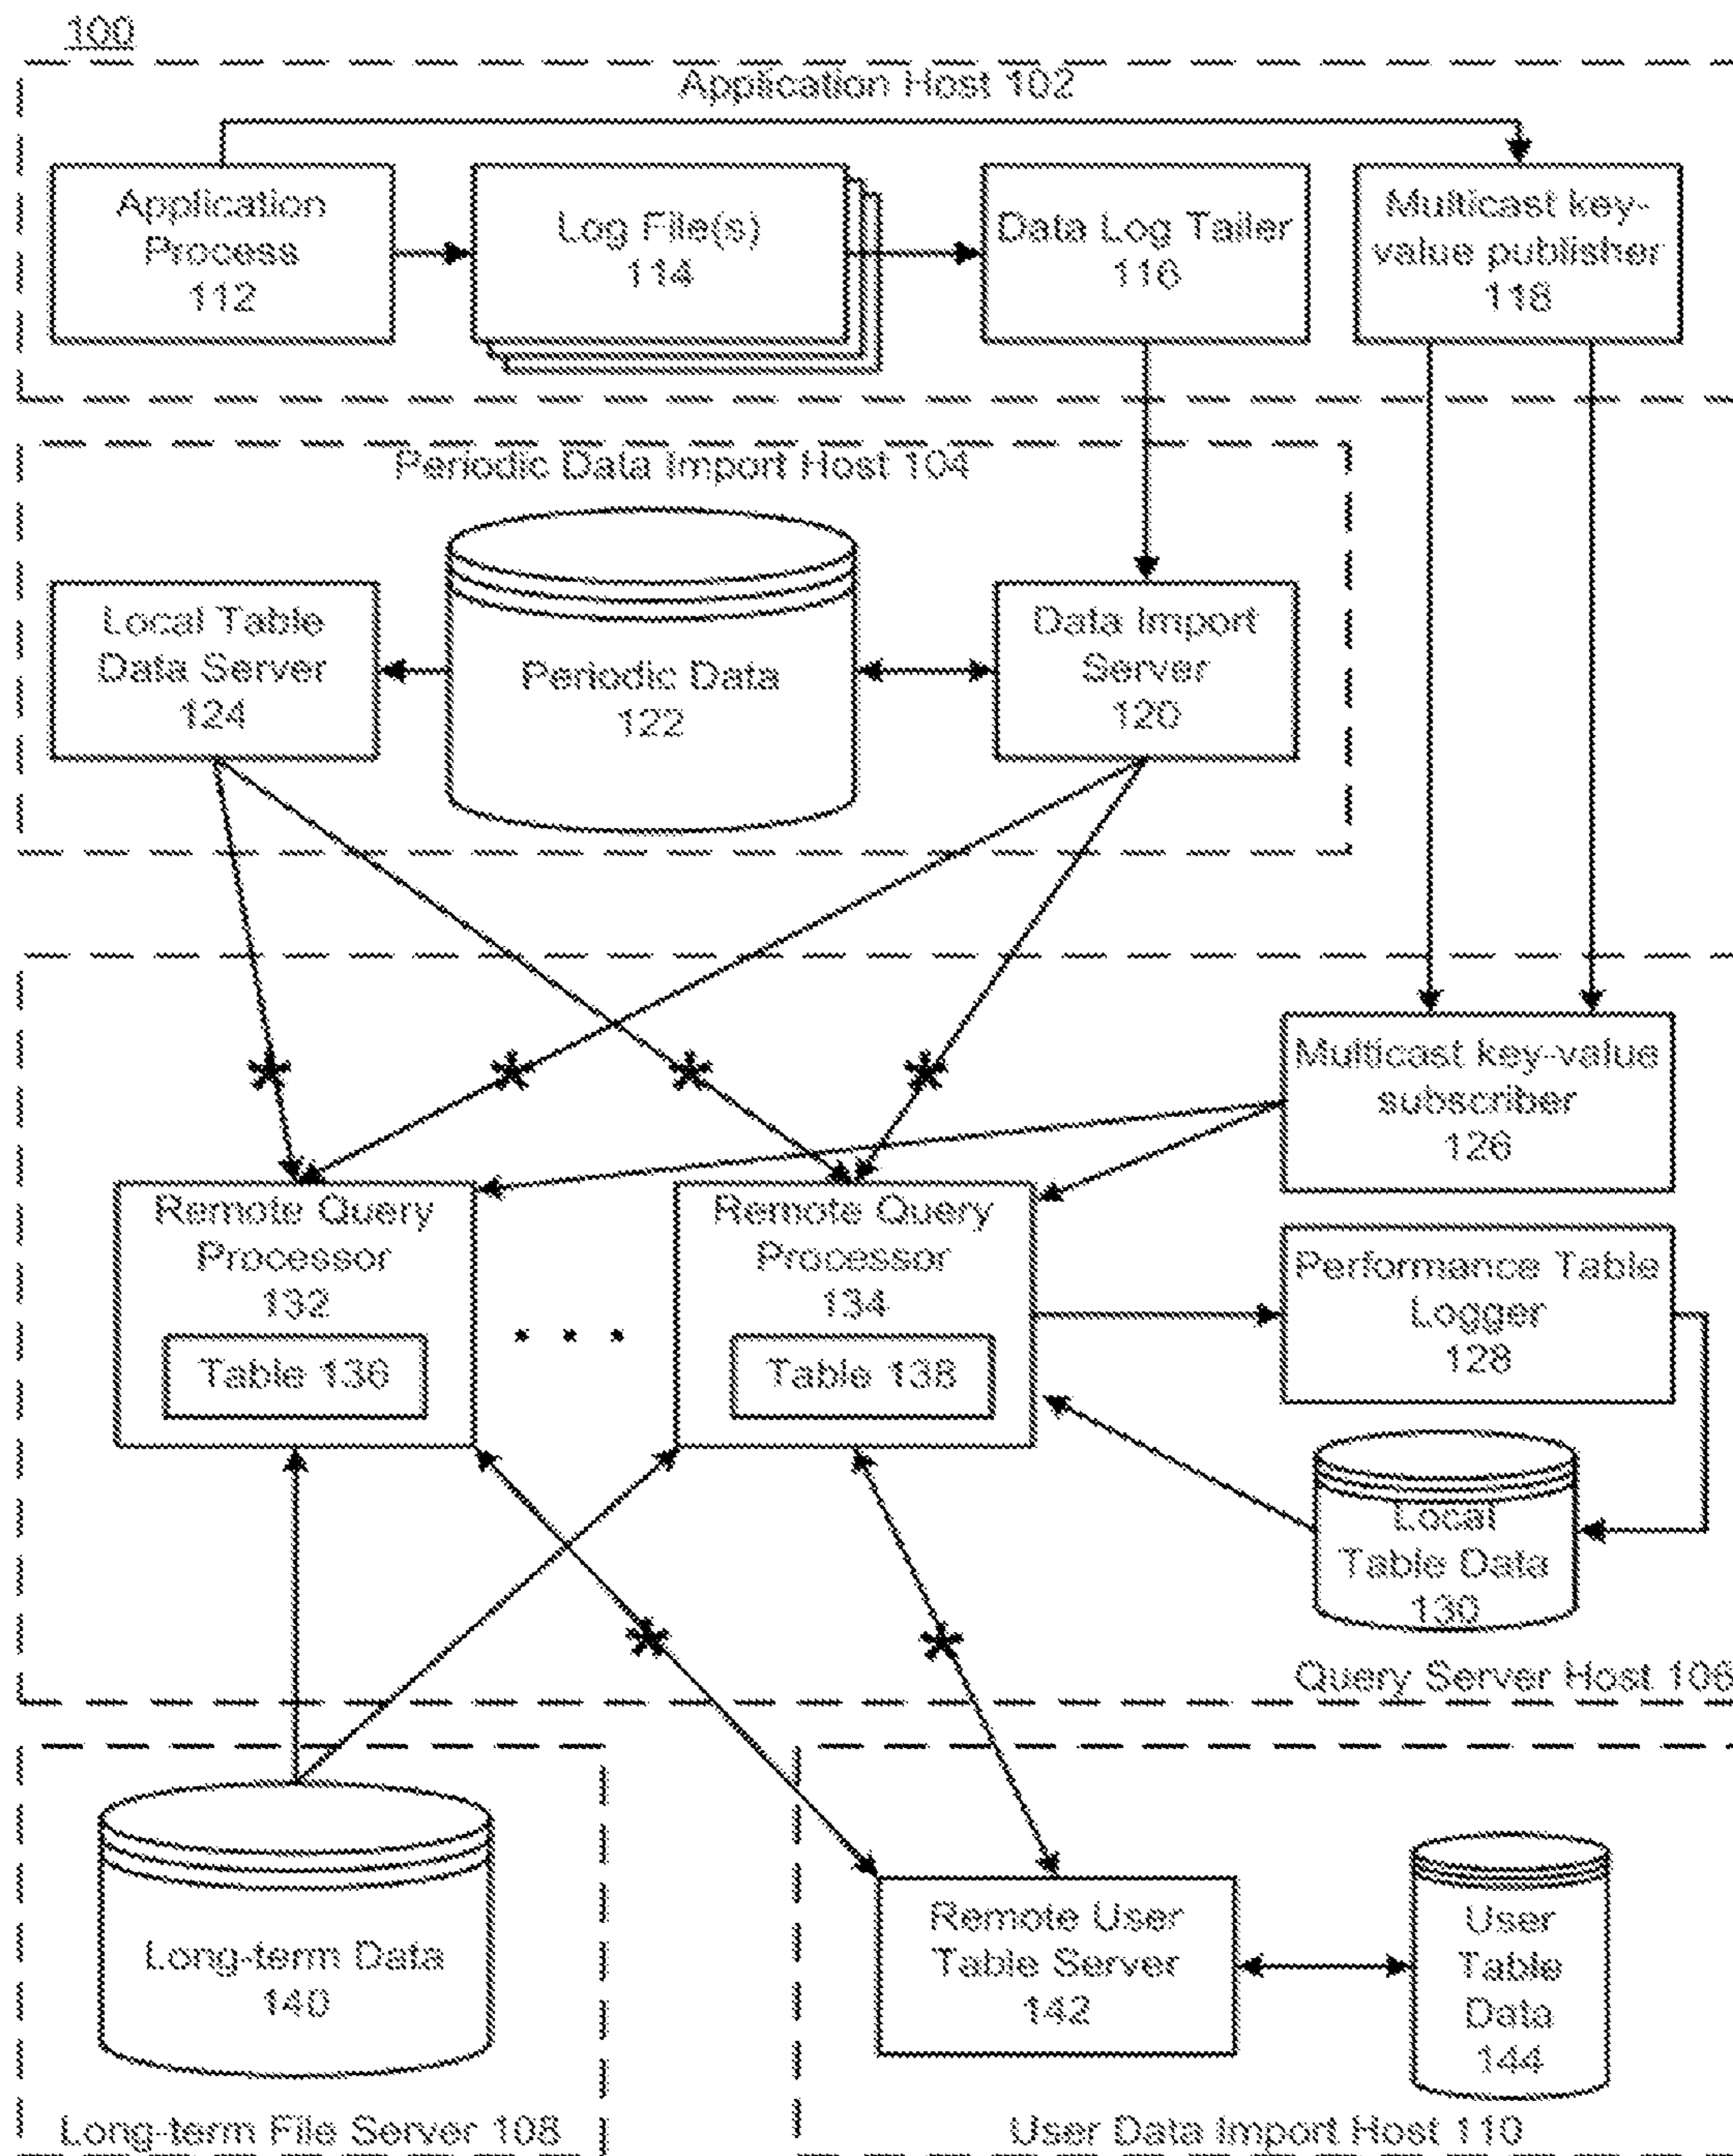 100
Application Host 102
Application
Process
112
Log File(s)
114
Data Log Tailer
116
Multicast key-
value publisher
118
Periodic Data Import Host 104
Local Table
Data Server
124
Periodic Data
122
Data Import
Server
120
Multicast key-value
subscriber
126
Remote Query
Processor
132
Table 136
Remote Query
Processor
134
Table 138
Performance Table
Logger
128
Local
Table Data
130
Query Server Host 106
Long-term Data
140
Long-term File Server 108
Remote User
Table Server
142
User
Table
Data
144
User Data Import Host 110